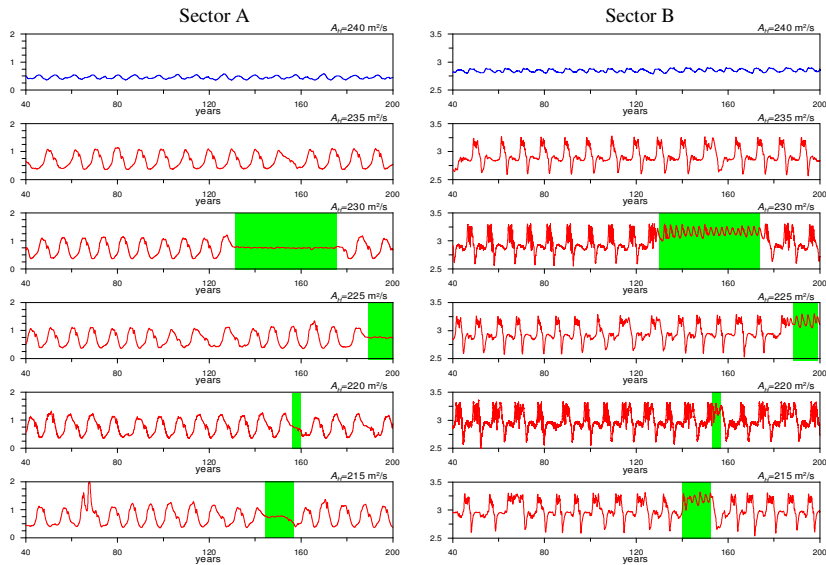 Sector A Sector B
A_H=240 m²/s A_H=240 m²/s
2 3.5
1 3
0 2.5
40 80 120 160 200 40 80 120 160 200
years years
A_H=235 m²/s A_H=235 m²/s
2 3.5
1 3
0 2.5
40 80 120 160 200 40 80 120 160 200
years years
A_H=230 m²/s A_H=230 m²/s
2 3.5
1 3
0 2.5
40 80 120 160 200 40 80 120 160 200
years years
A_H=225 m²/s A_H=225 m²/s
2 3.5
1 3
0 2.5
40 80 120 160 200 40 80 120 160 200
years years
A_H=220 m²/s A_H=220 m²/s
2 3.5
1 3
0 2.5
40 80 120 160 200 40 80 120 160 200
years years
A_H=215 m²/s A_H=215 m²/s
2 3.5
1 3
0 2.5
40 80 120 160 200 40 80 120 160 200
years years